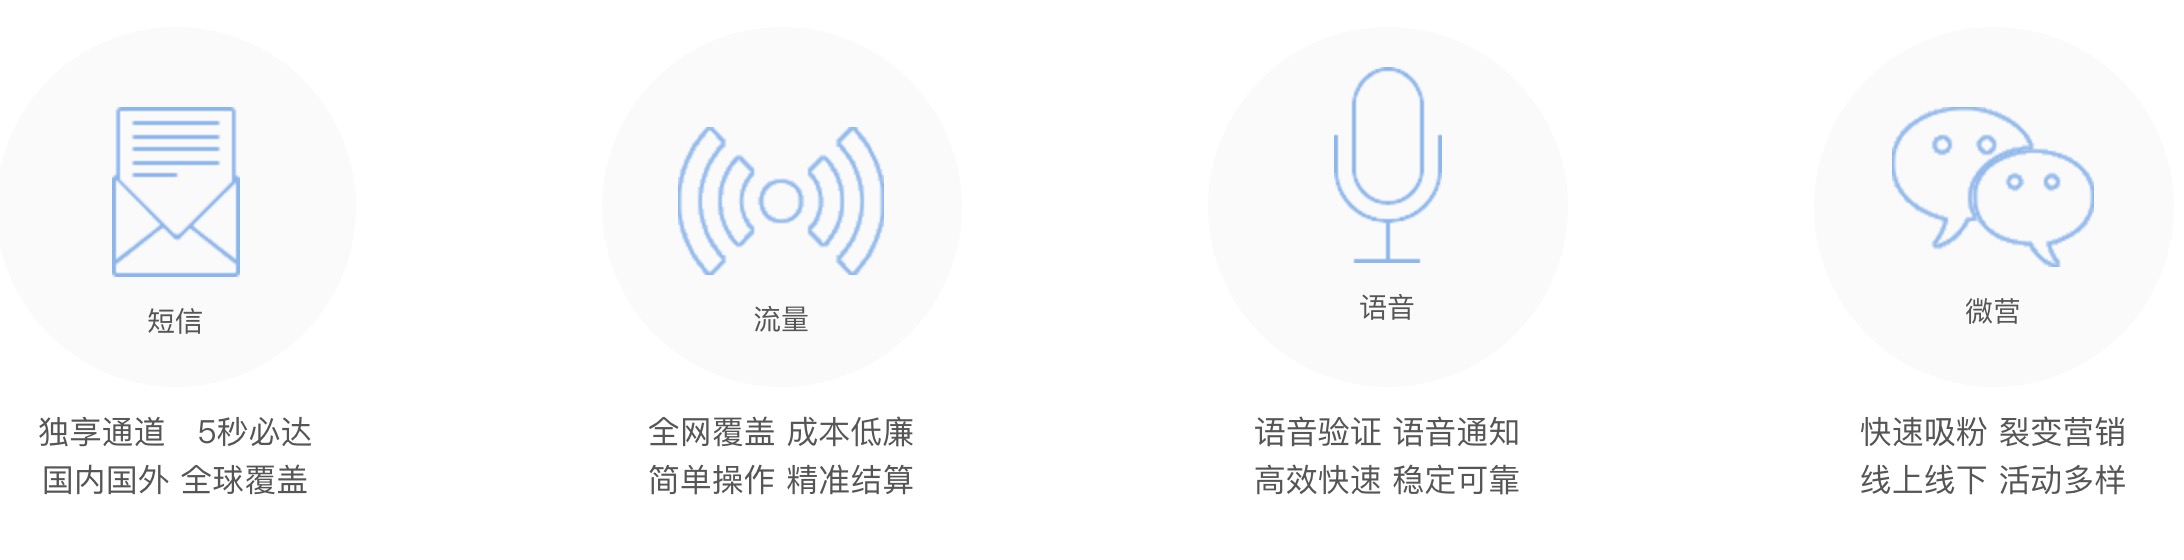 短信
独享通道 5秒必达
国内国外 全球覆盖
流量
全网覆盖 成本低廉
简单操作 精准结算
语音
语音验证 语音通知
高效快速 稳定可靠
微营
快速吸粉 裂变营销
线上线下 活动多样